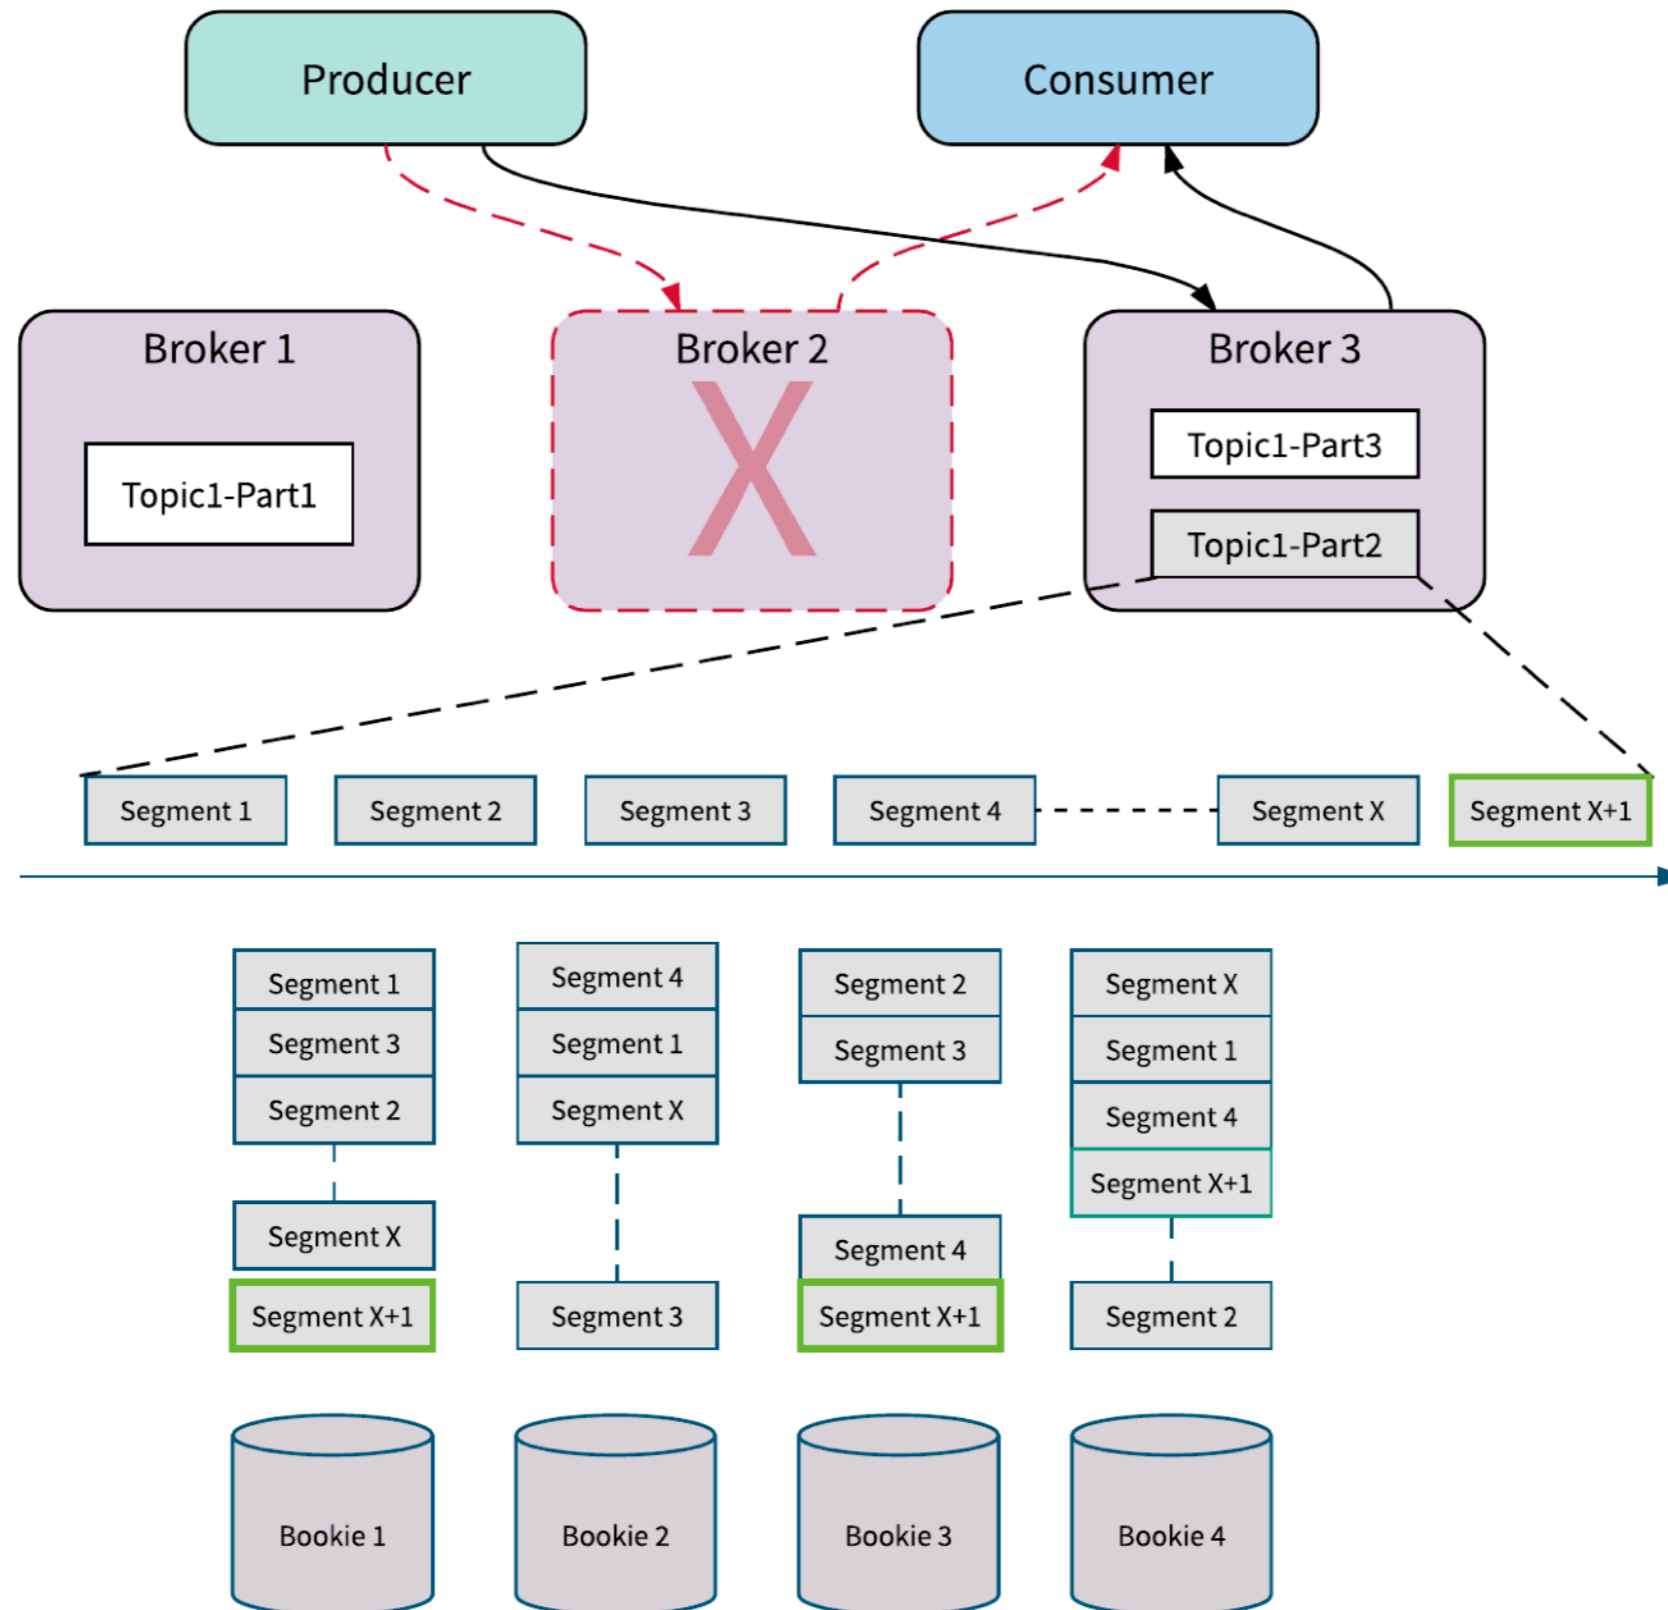 Producer
Consumer
Broker 1
Broker 2
Broker 3
X
Topic1-Part1
Topic1-Part3
Topic1-Part2
Segment 1
Segment 2
Segment 3
Segment 4
Segment X
Segment X+1
Segment 1
Segment 3
Segment 2
Segment X
Segment X+1
Segment 4
Segment 1
Segment X
Segment 3
Segment 2
Segment 3
Segment 4
Segment X+1
Segment X
Segment 1
Segment 4
Segment X+1
Segment 2
Bookie 1
Bookie 2
Bookie 3
Bookie 4